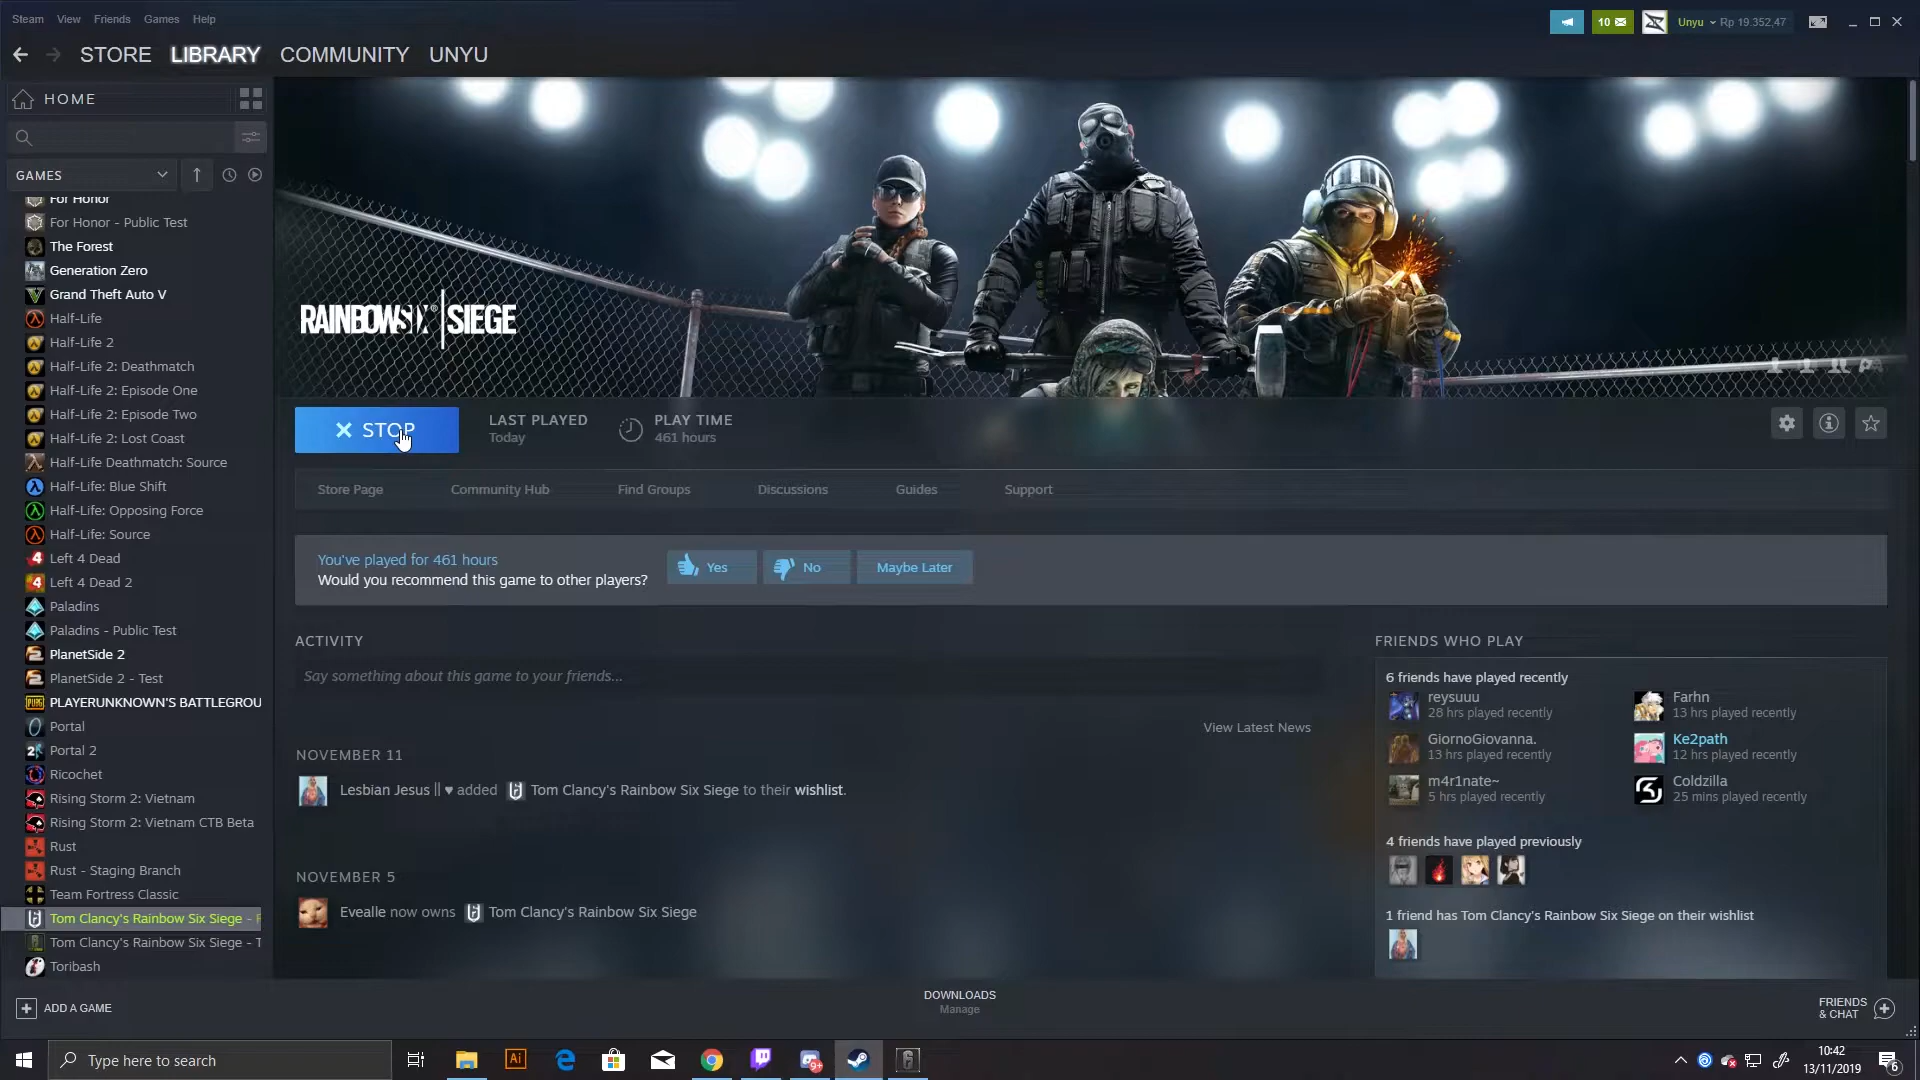 Steam View Friends Games Help
10
Unyu
Rp 19.352,47
STORE LIBRARY COMMUNITY UNYU
HOME
GAMES
For Honor
For Honor - Public Test
The Forest
Generation Zero
Grand Theft Auto V
Half-Life
Half-Life 2
Half-Life 2: Deathmatch
Half-Life 2: Episode One
Half-Life 2: Episode Two
Half-Life 2: Lost Coast
Half-Life Deathmatch: Source
Half-Life: Blue Shift
Half-Life: Opposing Force
Half-Life: Source
Left 4 Dead
Left 4 Dead 2
Paladins
Paladins - Public Test
PlanetSide 2
PlanetSide 2 - Test
PLAYERUNKNOWN'S BATTLEGROU
Portal
Portal 2
Ricochet
Rising Storm 2: Vietnam
Rising Storm 2: Vietnam CTB Beta
Rust
Rust - Staging Branch
Team Fortress Classic
Tom Clancy's Rainbow Six Siege -
Tom Clancy's Rainbow Six Siege - T
Toribash
ADD A GAME
RAINBOW SIX SIEGE
STOP
LAST PLAYED
Today
PLAY TIME
461 hours
Store Page Community Hub Find Groups Discussions Guides Support
You've played for 461 hours
Would you recommend this game to other players?
Yes No Maybe Later
ACTIVITY
Say something about this game to your friends...
View Latest News
NOVEMBER 11
Lesbian Jesus || ♥ added Tom Clancy's Rainbow Six Siege to their wishlist.
NOVEMBER 5
Evealle now owns Tom Clancy's Rainbow Six Siege
FRIENDS WHO PLAY
6 friends have played recently
reysuuu
28 hrs played recently
Farhn
13 hrs played recently
GiornoGiovanna.
13 hrs played recently
Ke2path
12 hrs played recently
m4r1nate~
5 hrs played recently
Coldzilla
25 mins played recently
4 friends have played previously
1 friend has Tom Clancy's Rainbow Six Siege on their wishlist
DOWNLOADS
Manage
FRIENDS
& CHAT
Type here to search
Ai
9+
10:42
13/11/2019
6